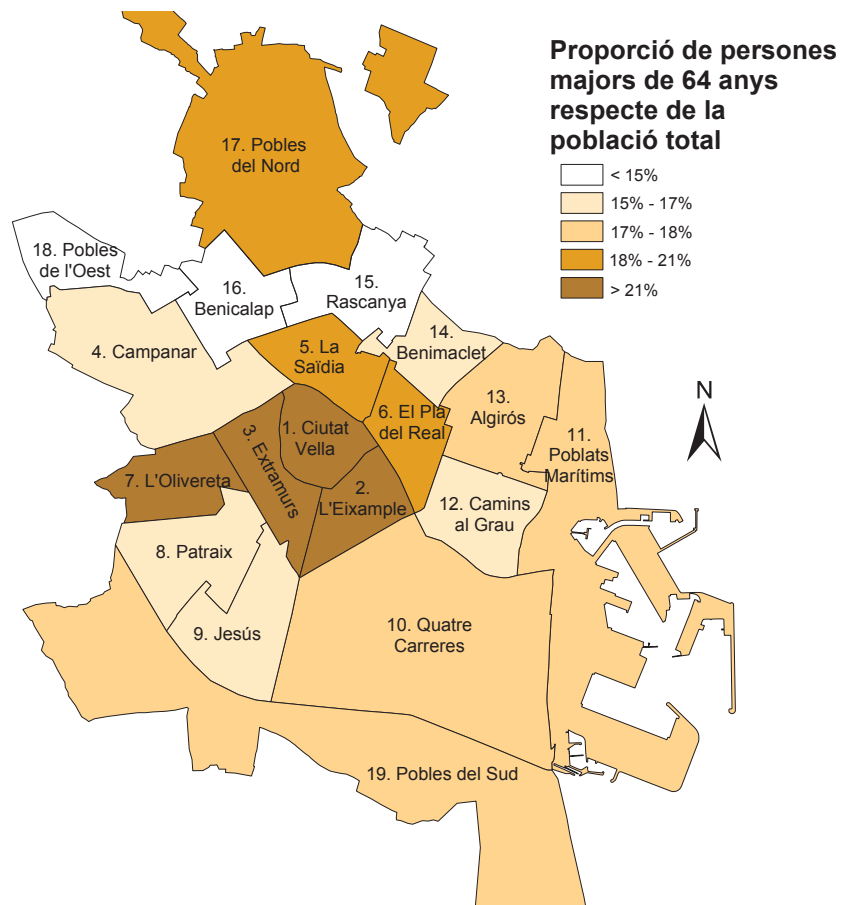 Proporció de persones
majors de 64 anys
respecte de la
població total
< 15%
15% - 17%
17% - 18%
18% - 21%
> 21%
17. Pobles
del Nord
18. Pobles
de l'Oest
16.
Benicalap
15.
Rascanya
14.
Benimaclet
4. Campanar
5. La
Saïdia
6. El Pla
del Real
13.
Algirós
11.
Poblats
Marítims
N
1. Ciutat
Vella
3. Extramurs
2.
L'Eixample
7. L'Olivereta
12. Camins
al Grau
8. Patraix
9. Jesús
10. Quatre
Carreres
19. Pobles del Sud